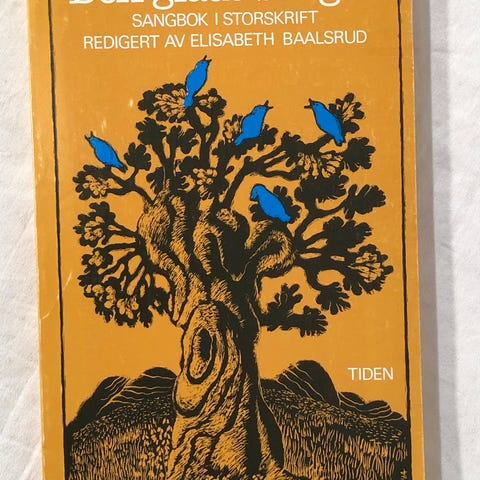 SANGBOK I STORSKRIFT
REDIGERT AV ELISABETH BAALSRUD
TIDEN